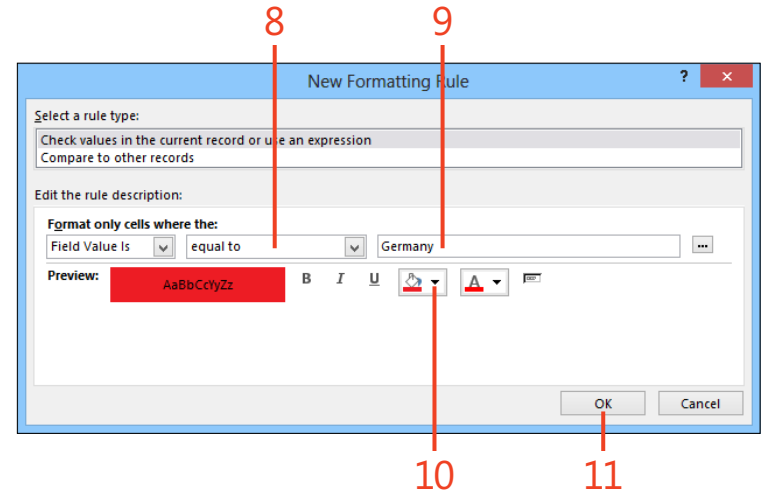 8 9
New Formatting Rule ? ×
Select a rule type:
Check values in the current record or use an expression
Compare to other records
Edit the rule description:
Format only cells where the:
Field Value Is equal to Germany ...
Preview: AaBbCcYyZz B I U A
OK Cancel
10 11